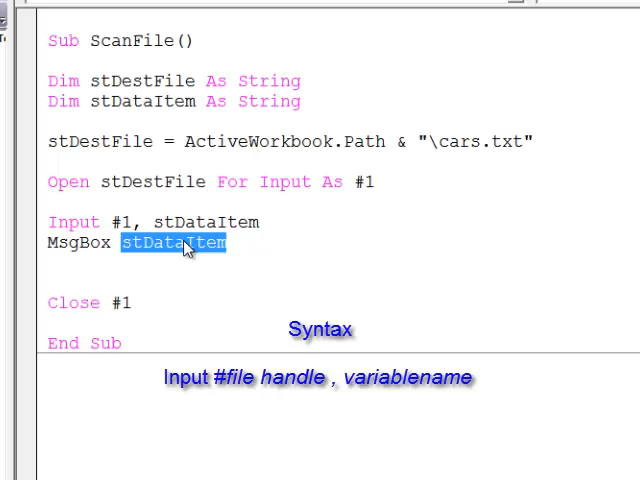 Sub ScanFile()
Dim stDestFile As String
Dim stDataItem As String
stDestFile = ActiveWorkbook.Path & "\cars.txt"
Open stDestFile For Input As #1
Input #1, stDataItem
MsgBox stDataItem
Close #1
Syntax
End Sub
Input #file handle , variablename